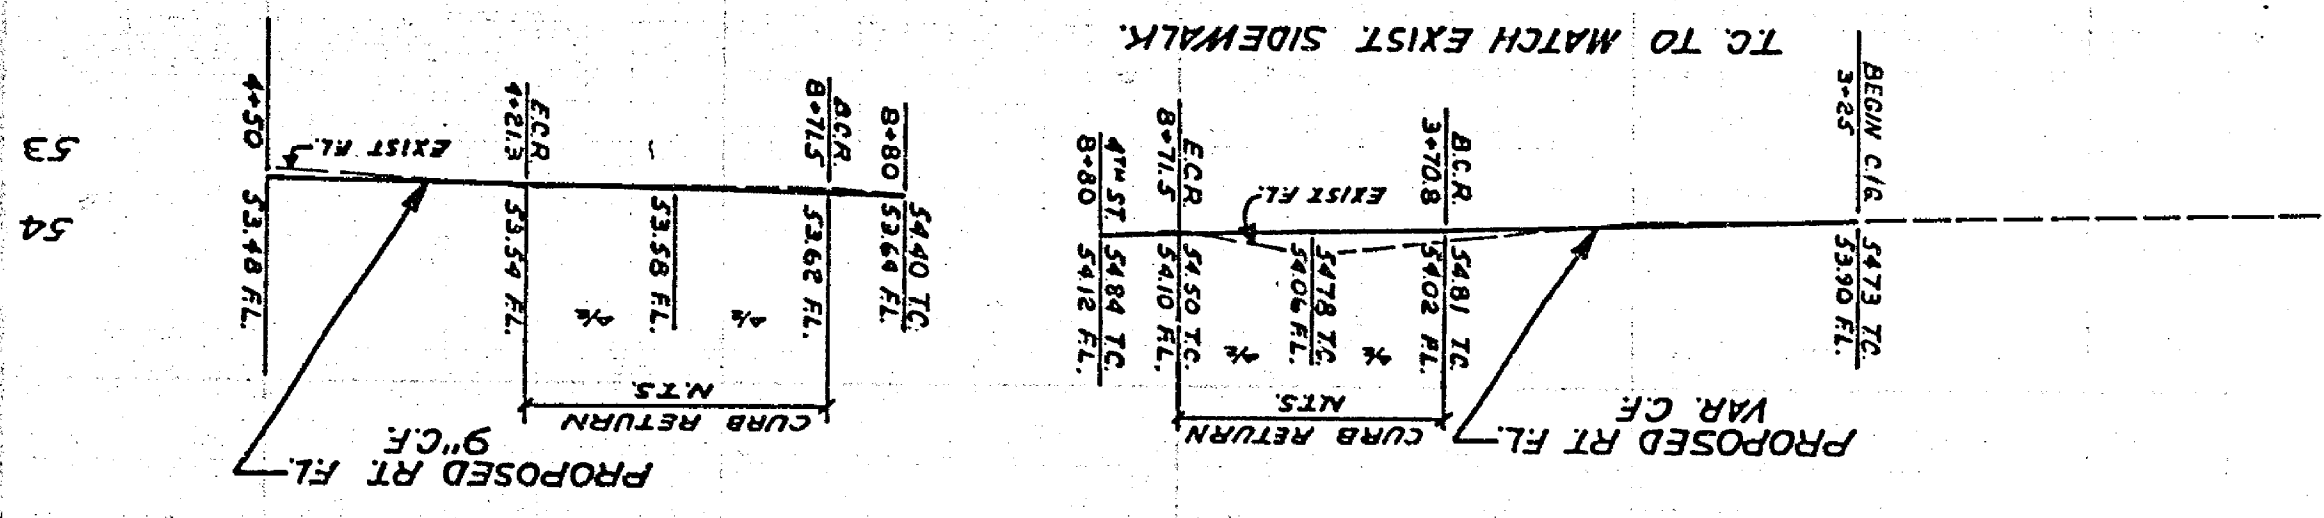 PROPOSED RT. F.L.
VAR. C.F.
CURB RETURN
N.T.S.
54.73 T.C.
53.90 F.L.
BEGIN C/G
3+25
54.81 T.C.
54.02 F.L.
B.C.R.
3+70.8
54.78 T.C.
54.06 F.L.
54.50 T.C.
54.10 F.L.
E.C.R.
8+71.5
54.84 T.C.
54.12 F.L.
4TH ST.
8+80
EXIST. F.L.
T.C. TO MATCH EXIST. SIDEWALK.
PROPOSED RT. F.L.
9" C.F.
CURB RETURN
N.T.S.
54.40 T.C.
53.64 F.L.
8+80
53.62 F.L.
B.C.R.
8+71.5
53.58 F.L.
53.54 F.L.
E.C.R.
4+21.3
53.48 F.L.
4+50
EXIST. F.L.
54
53